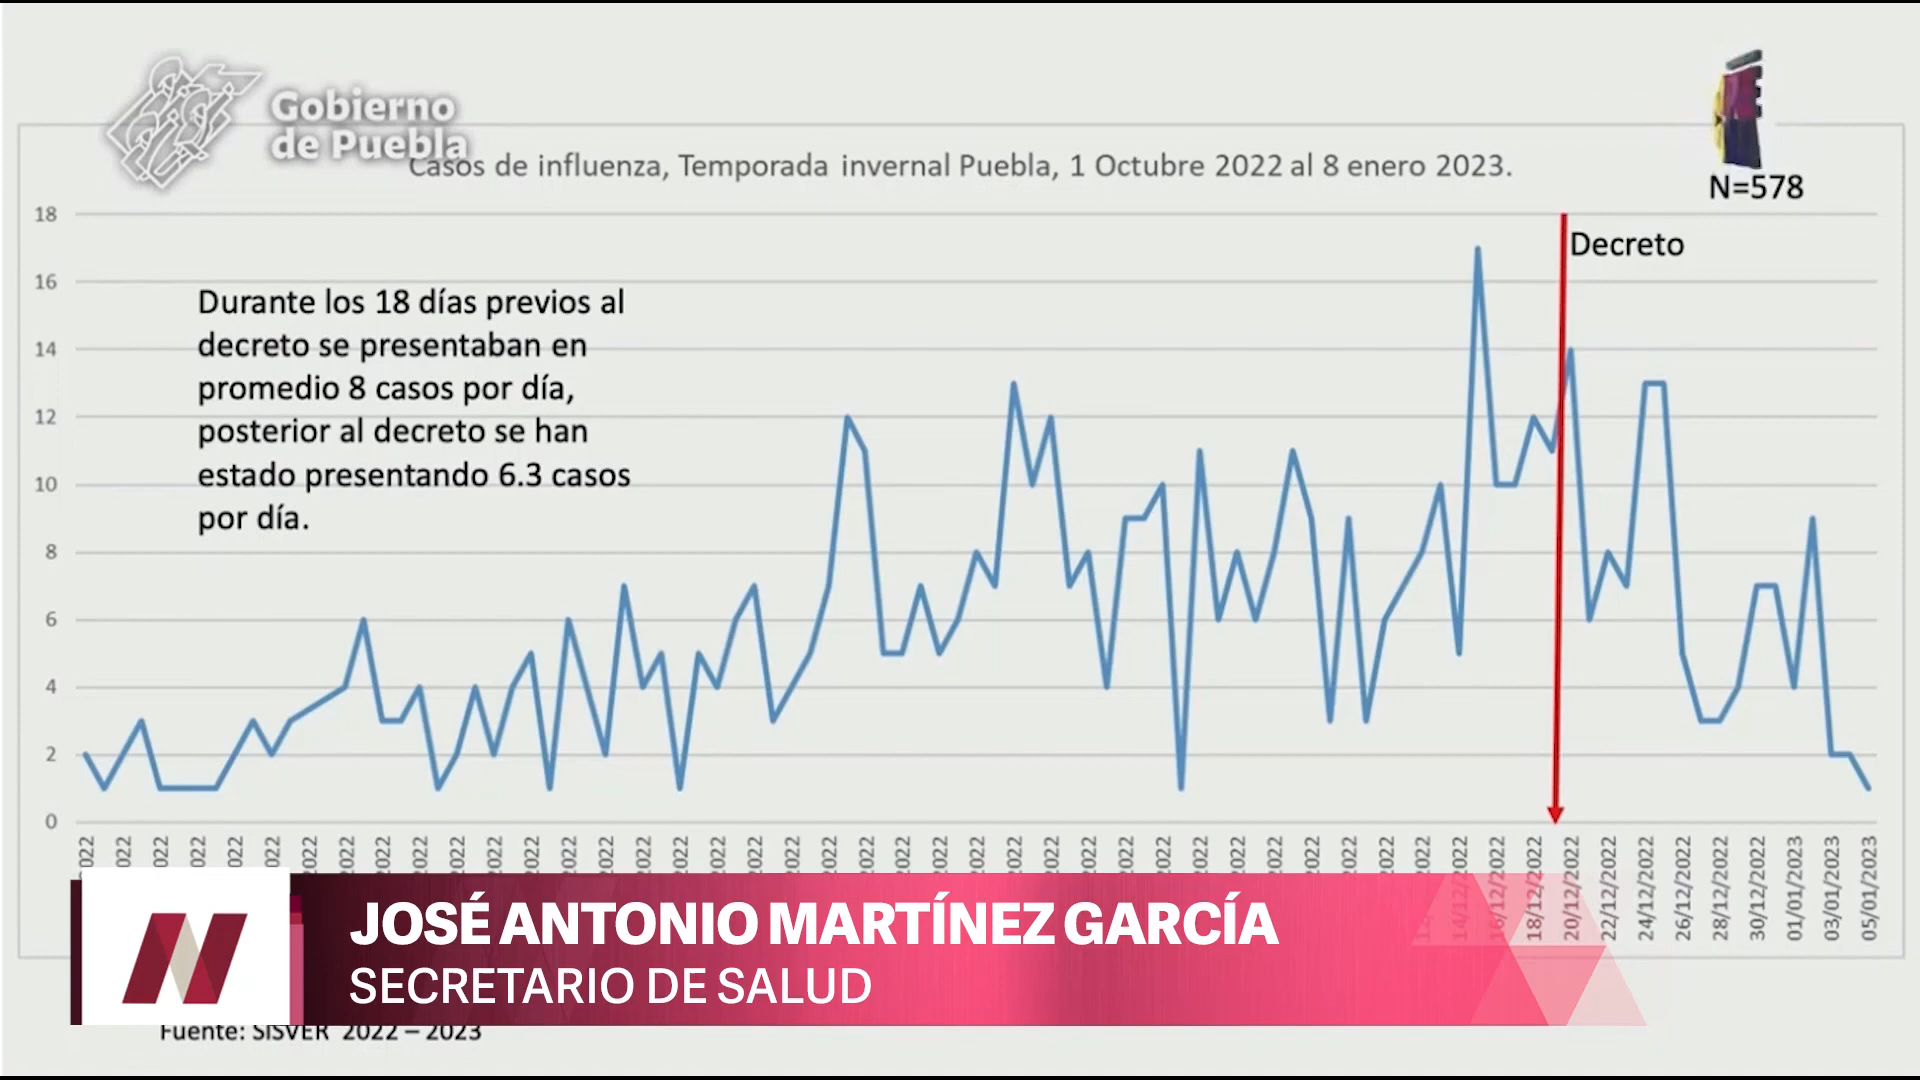 Gobierno
de Puebla
Casos de influenza, Temporada invernal Puebla, 1 Octubre 2022 al 8 enero 2023.
N=578
Decreto
Durante los 18 días previos al
decreto se presentaban en
promedio 8 casos por día,
posterior al decreto se han
estado presentando 6.3 casos
por día.
18
16
14
12
10
8
6
4
2
0
14/12/2022
16/12/2022
18/12/2022
20/12/2022
22/12/2022
24/12/2022
26/12/2022
28/12/2022
30/12/2022
01/01/2023
03/01/2023
05/01/2023
JOSÉ ANTONIO MARTÍNEZ GARCÍA
SECRETARIO DE SALUD
Fuente: SISVER 2022 – 2023